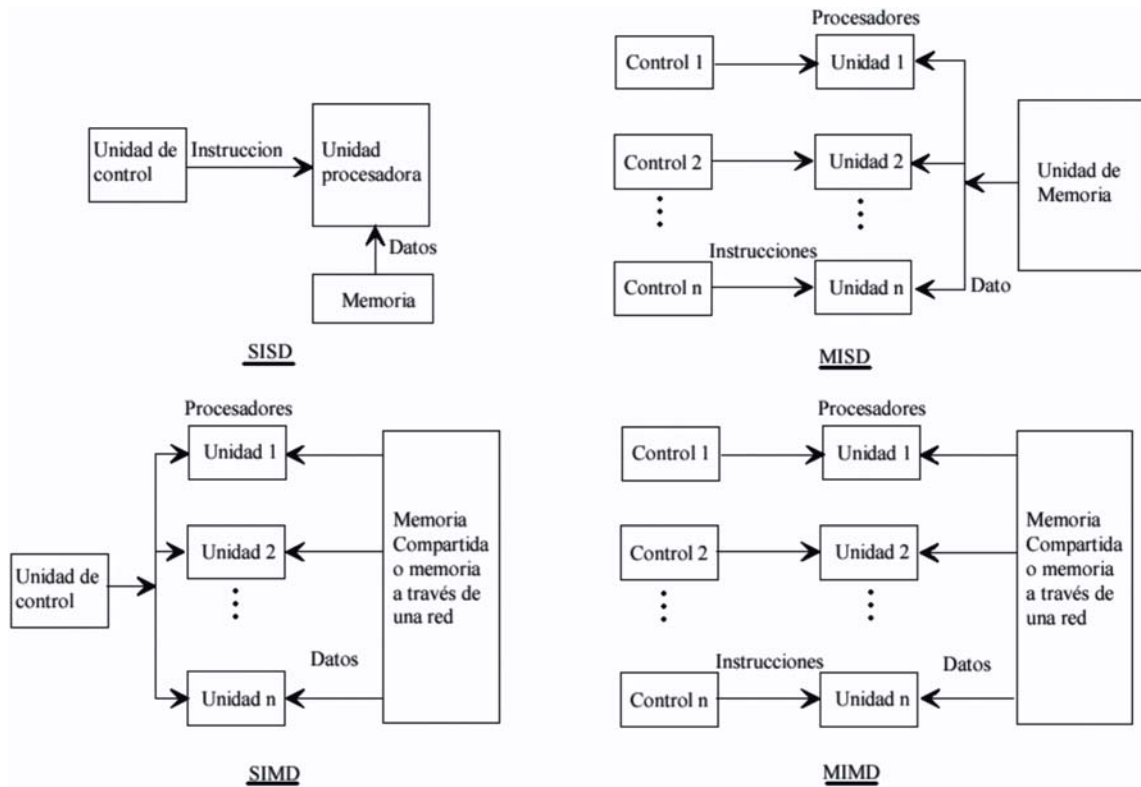 Unidad de
control
Instruccion
Unidad
procesadora
Datos
Memoria
SISD
Procesadores
Control 1
Unidad 1
Control 2
Unidad 2
Unidad de
Memoria
Instrucciones
Control n
Unidad n
Dato
MISD
Procesadores
Unidad 1
Unidad 2
Unidad de
control
Memoria
Compartida
o memoria
a través de
una red
Datos
Unidad n
SIMD
Procesadores
Control 1
Unidad 1
Control 2
Unidad 2
Memoria
Compartida
o memoria
a través de
una red
Instrucciones
Datos
Control n
Unidad n
MIMD